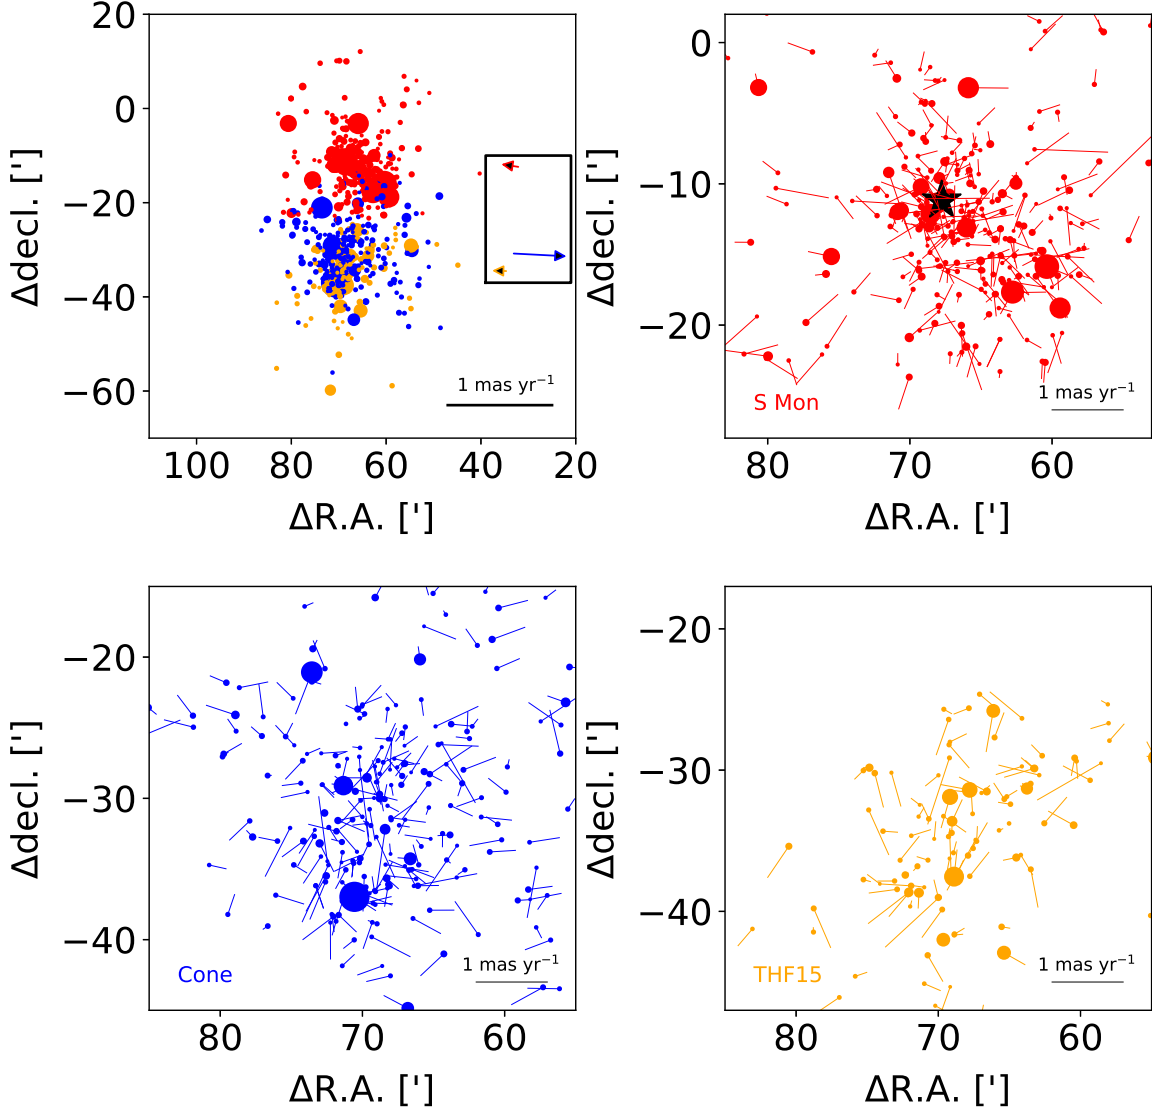 20
0
−20
−40
−60
Δdecl. [']
100 80 60 40 20
ΔR.A. [']
1 mas yr⁻¹
0
−10
−20
Δdecl. [']
80 70 60
ΔR.A. [']
S Mon
1 mas yr⁻¹
−20
−30
−40
Δdecl. [']
80 70 60
ΔR.A. [']
Cone
1 mas yr⁻¹
−20
−30
−40
Δdecl. [']
80 70 60
ΔR.A. [']
THF15
1 mas yr⁻¹